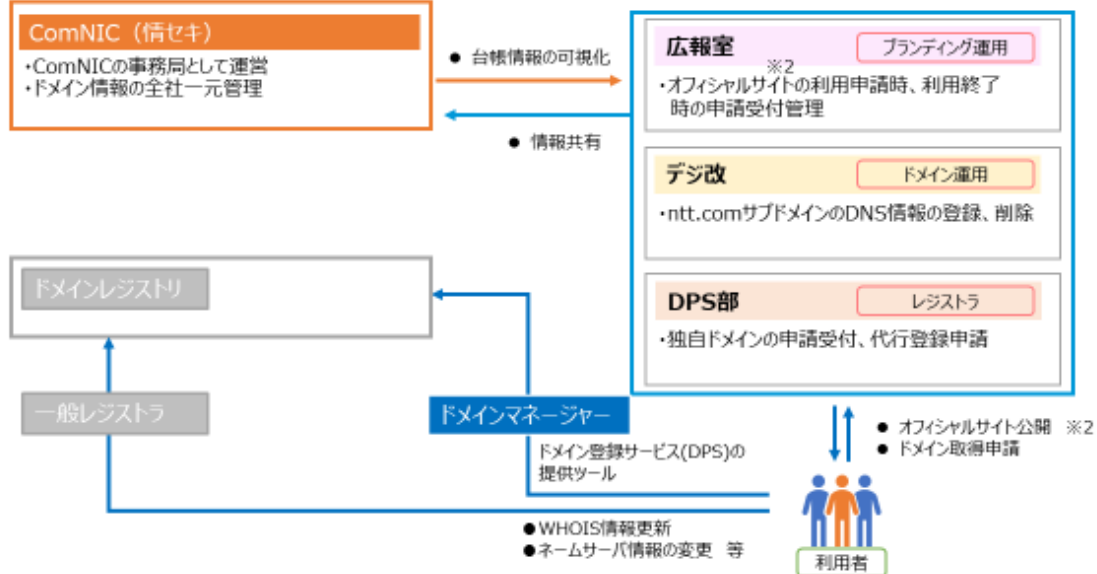 ComNIC（情セキ）
・ComNICの事務局として運営
・ドメイン情報の全社一元管理
● 台帳情報の可視化
● 情報共有
広報室
ブランディング運用
※2
・オフィシャルサイトの利用申請時、利用終了
時の申請受付管理
デジ改
ドメイン運用
・ntt.comサブドメインのDNS情報の登録、削除
DPS部
レジストラ
・独自ドメインの申請受付、代行登録申請
ドメインレジストリ
一般レジストラ
ドメインマネージャー
ドメイン登録サービス(DPS)の
提供ツール
● オフィシャルサイト公開 ※2
● ドメイン取得申請
●WHOIS情報更新
●ネームサーバ情報の変更 等
利用者